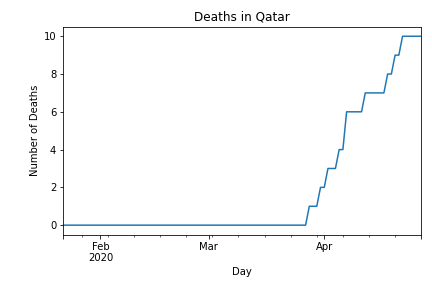 Deaths in Qatar
10
8
6
4
2
0
Number of Deaths
Feb
2020
Mar
Apr
Day